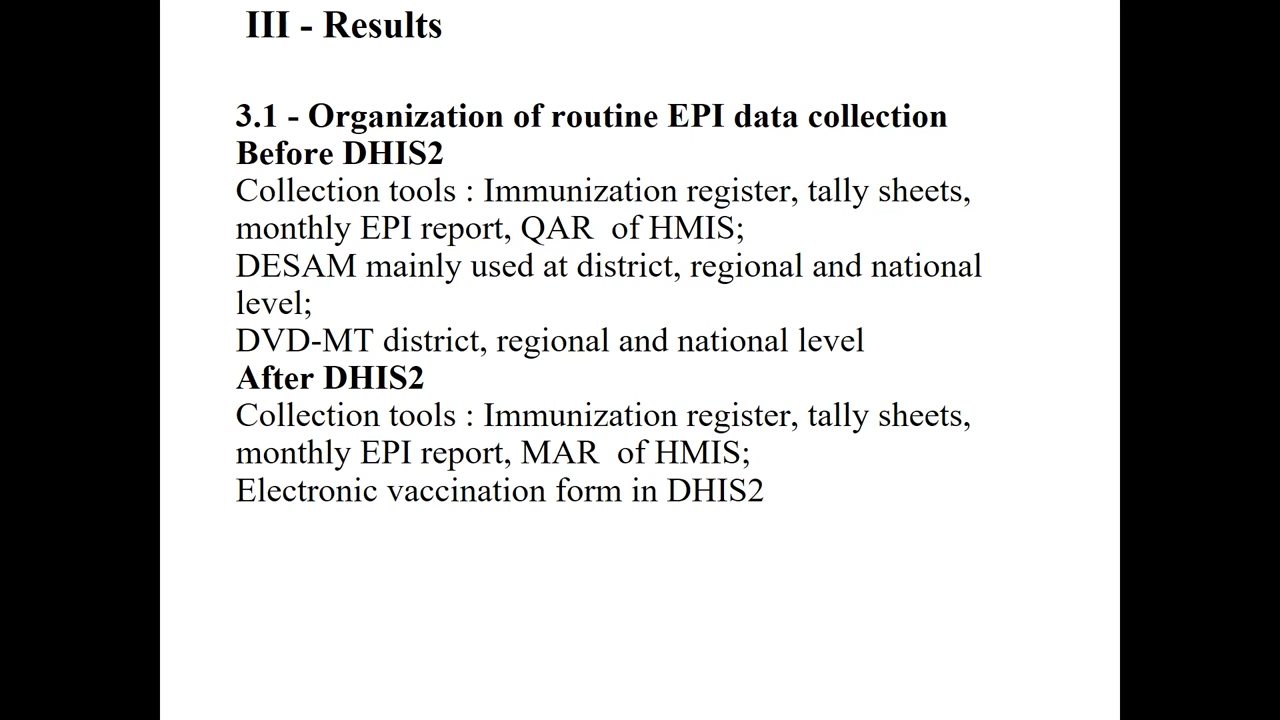 III - Results
3.1 - Organization of routine EPI data collection
Before DHIS2
Collection tools : Immunization register, tally sheets,
monthly EPI report, QAR  of HMIS;
DESAM mainly used at district, regional and national
level;
DVD-MT district, regional and national level
After DHIS2
Collection tools : Immunization register, tally sheets,
monthly EPI report, MAR  of HMIS;
Electronic vaccination form in DHIS2